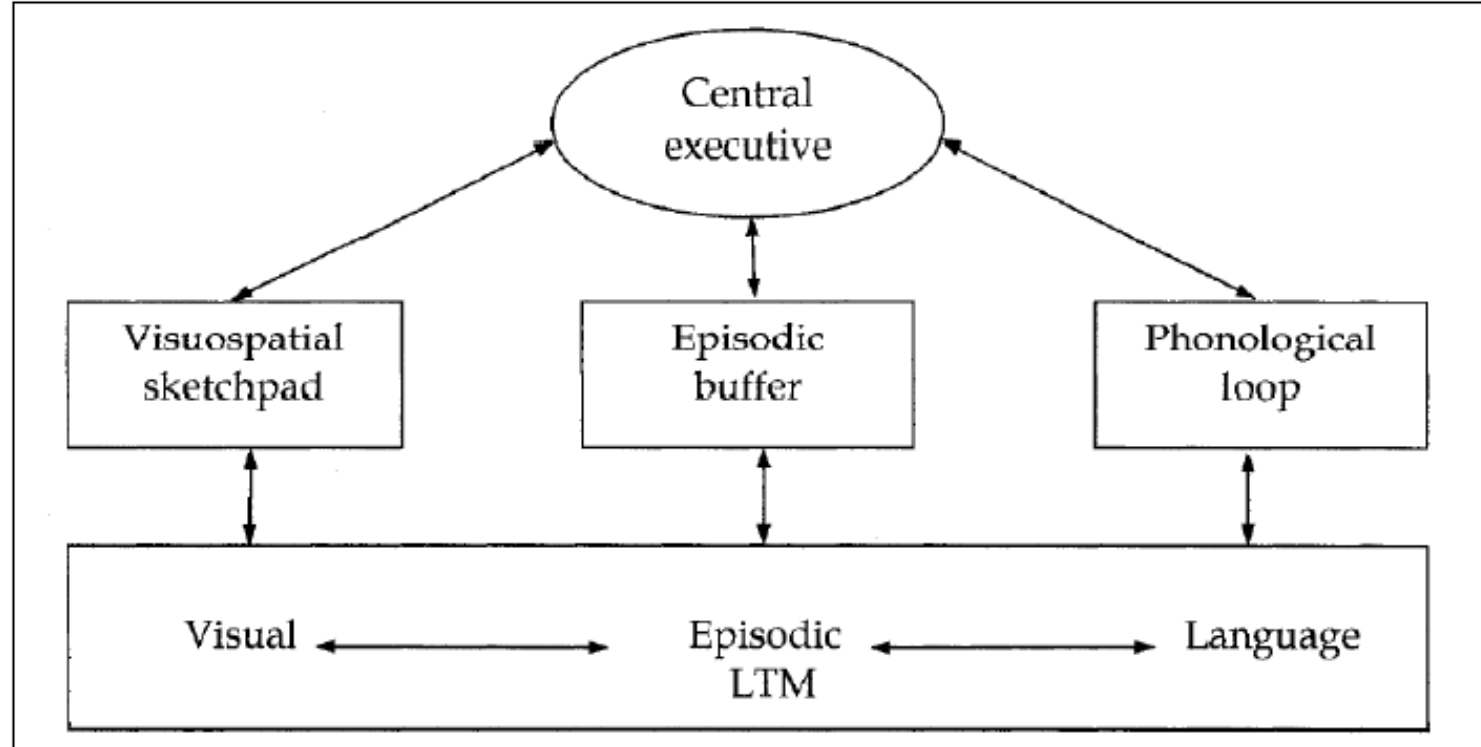 Central
executive
Visuospatial
sketchpad
Episodic
buffer
Phonological
loop
Visual
Episodic
LTM
Language